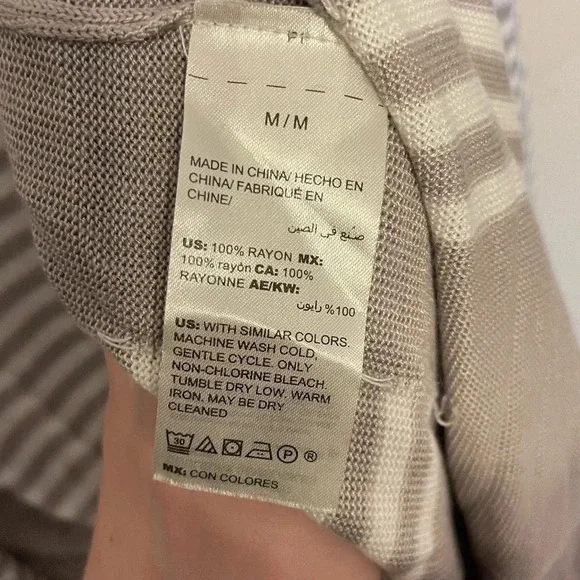 M/M
MADE IN CHINA/ HECHO EN
CHINA/ FABRIQUÉ EN
CHINE/
صنع في الصين
US: 100% RAYON MX:
100% rayón CA: 100%
RAYONNE AE/KW:
100% رايون
US: WITH SIMILAR COLORS.
MACHINE WASH COLD,
GENTLE CYCLE. ONLY
NON-CHLORINE BLEACH.
TUMBLE DRY LOW. WARM
IRON. MAY BE DRY
CLEANED
30 P ®
MX: CON COLORES